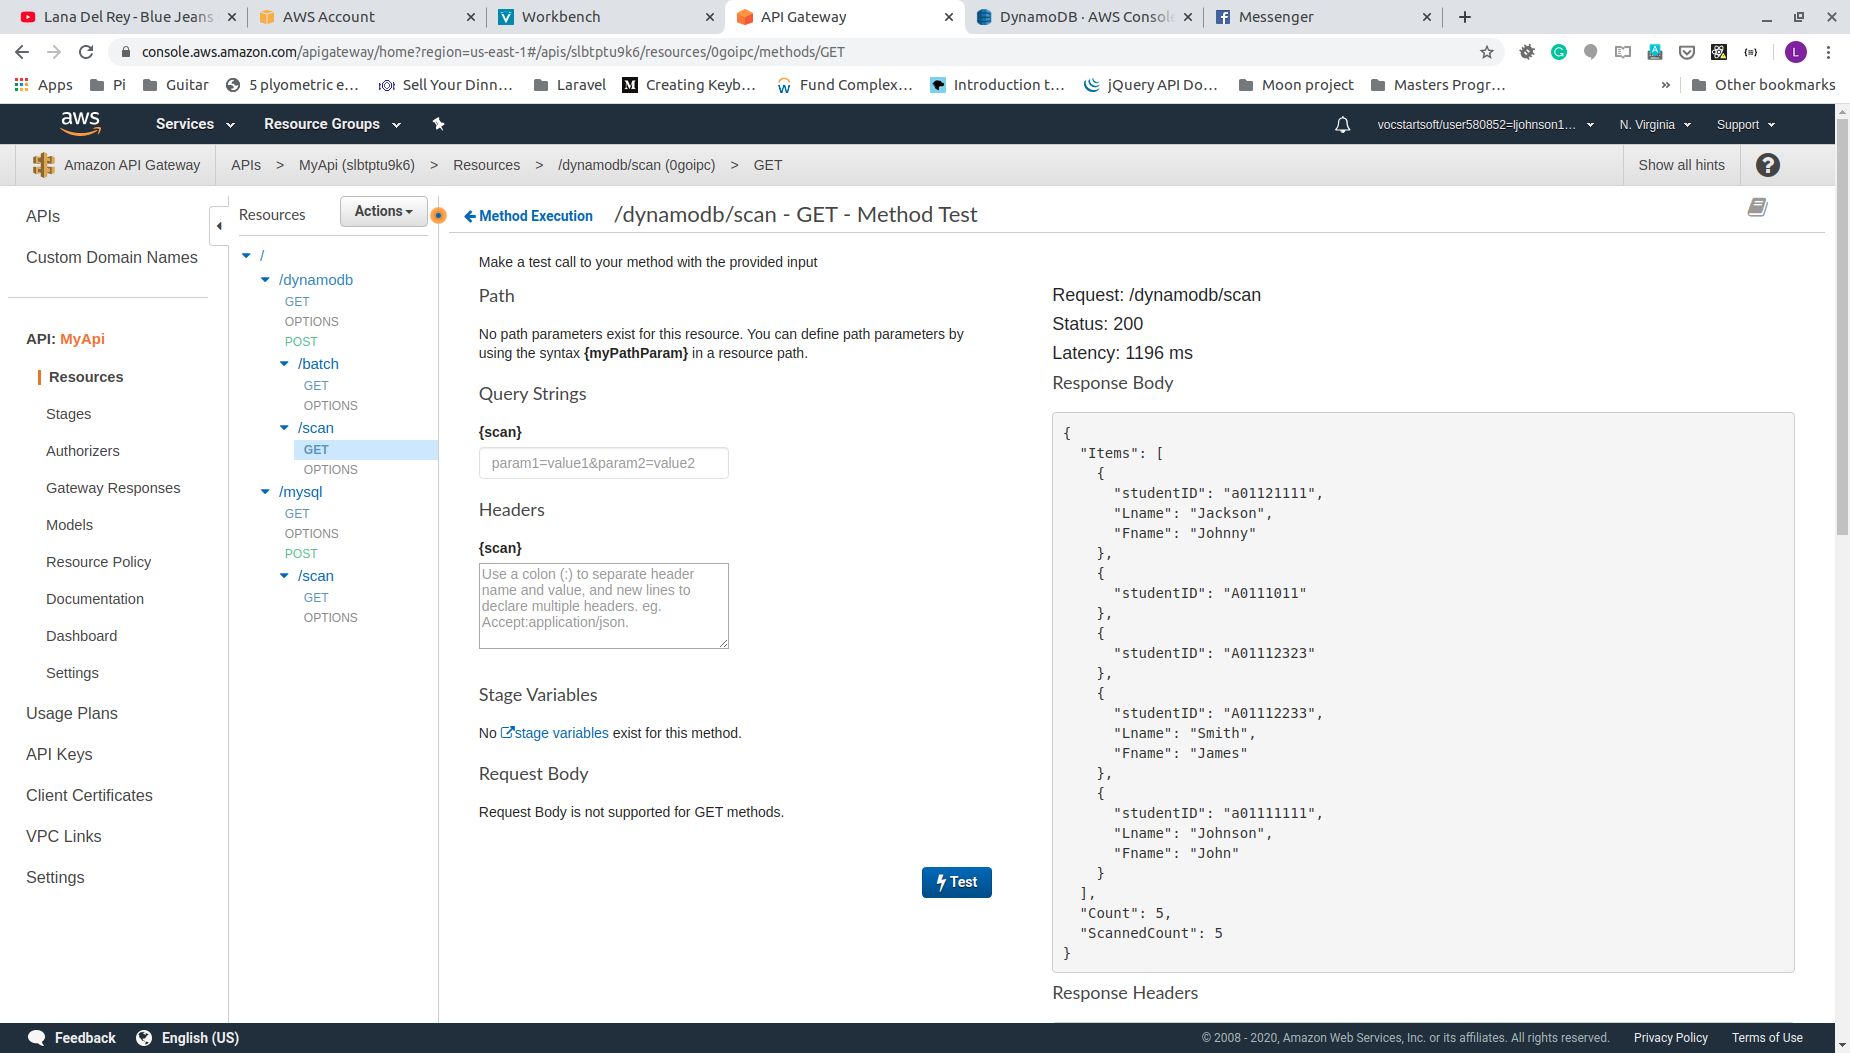 Lana Del Rey - Blue Jeans
AWS Account
Workbench
API Gateway
DynamoDB · AWS Consol
Messenger
console.aws.amazon.com/apigateway/home?region=us-east-1#/apis/slbtptu9k6/resources/0goipc/methods/GET
L
Apps
Pi
Guitar
5 plyometric e...
Sell Your Dinn...
Laravel
Creating Keyb...
Fund Complex...
Introduction t...
jQuery API Do...
Moon project
Masters Progr...
»
Other bookmarks
aws
Services
Resource Groups
vocstartsoft/user580852=ljohnson1...
N. Virginia
Support
Amazon API Gateway
APIs > MyApi (slbtptu9k6) > Resources > /dynamodb/scan (0goipc) > GET
Show all hints
?
APIs
Custom Domain Names
API: MyApi
Resources
Stages
Authorizers
Gateway Responses
Models
Resource Policy
Documentation
Dashboard
Settings
Usage Plans
API Keys
Client Certificates
VPC Links
Settings
Resources
Actions
/
/dynamodb
GET
OPTIONS
POST
/batch
GET
OPTIONS
/scan
GET
OPTIONS
/mysql
GET
OPTIONS
POST
/scan
GET
OPTIONS
Method Execution
/dynamodb/scan - GET - Method Test
Make a test call to your method with the provided input
Path
No path parameters exist for this resource. You can define path parameters by
using the syntax {myPathParam} in a resource path.
Query Strings
{scan}
param1=value1&param2=value2
Headers
{scan}
Use a colon (:) to separate header
name and value, and new lines to
declare multiple headers. eg.
Accept:application/json.
Stage Variables
No stage variables exist for this method.
Request Body
Request Body is not supported for GET methods.
Test
Request: /dynamodb/scan
Status: 200
Latency: 1196 ms
Response Body
{
"Items": [
{
"studentID": "a01121111",
"Lname": "Jackson",
"Fname": "Johnny"
},
{
"studentID": "A0111011"
},
{
"studentID": "A01112323"
},
{
"studentID": "A01112233",
"Lname": "Smith",
"Fname": "James"
},
{
"studentID": "a01111111",
"Lname": "Johnson",
"Fname": "John"
}
],
"Count": 5,
"ScannedCount": 5
}
Response Headers
Feedback
English (US)
© 2008 - 2020, Amazon Web Services, Inc. or its affiliates. All rights reserved.
Privacy Policy
Terms of Use